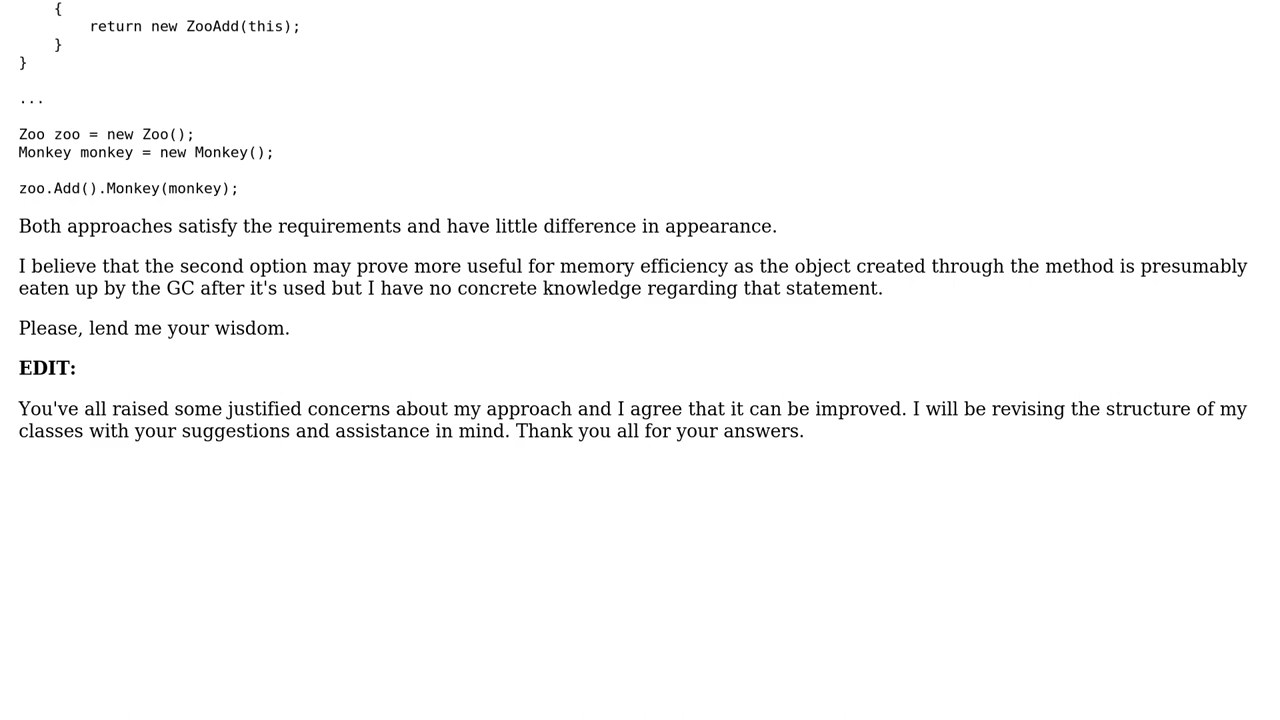 {
return new ZooAdd(this);
}
}
...
Zoo zoo = new Zoo();
Monkey monkey = new Monkey();
zoo.Add().Monkey(monkey);
Both approaches satisfy the requirements and have little difference in appearance.
I believe that the second option may prove more useful for memory efficiency as the object created through the method is presumably
eaten up by the GC after it's used but I have no concrete knowledge regarding that statement.
Please, lend me your wisdom.
EDIT:
You've all raised some justified concerns about my approach and I agree that it can be improved. I will be revising the structure of my
classes with your suggestions and assistance in mind. Thank you all for your answers.